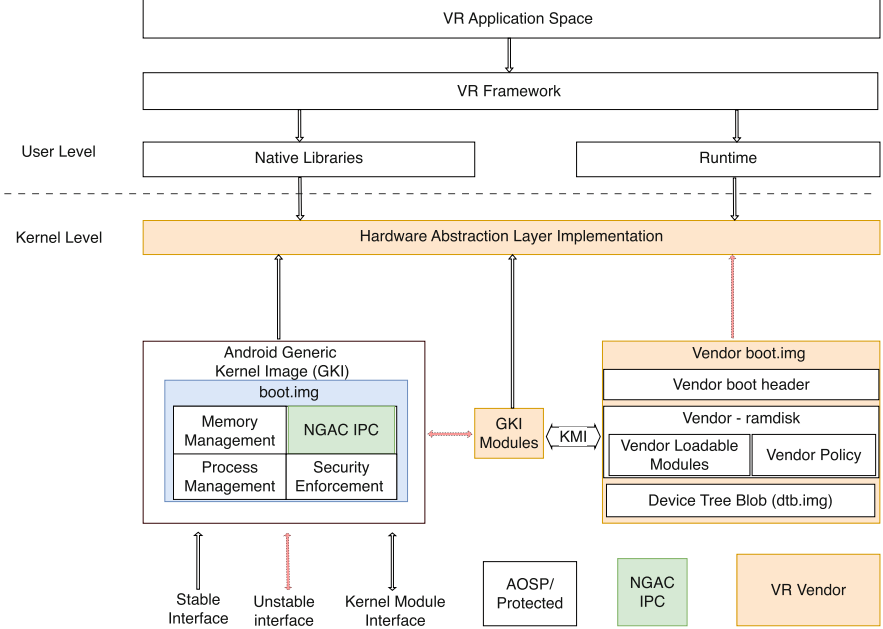 VR Application Space
VR Framework
User Level
Native Libraries
Runtime
Kernel Level
Hardware Abstraction Layer Implementation
Android Generic
Kernel Image (GKI)
boot.img
Memory
Management
NGAC IPC
Process
Management
Security
Enforcement
GKI
Modules
KMI
Vendor boot.img
Vendor boot header
Vendor - ramdisk
Vendor Loadable
Modules
Vendor Policy
Device Tree Blob (dtb.img)
Stable
Interface
Unstable
interface
Kernel Module
Interface
AOSP/
Protected
NGAC
IPC
VR Vendor